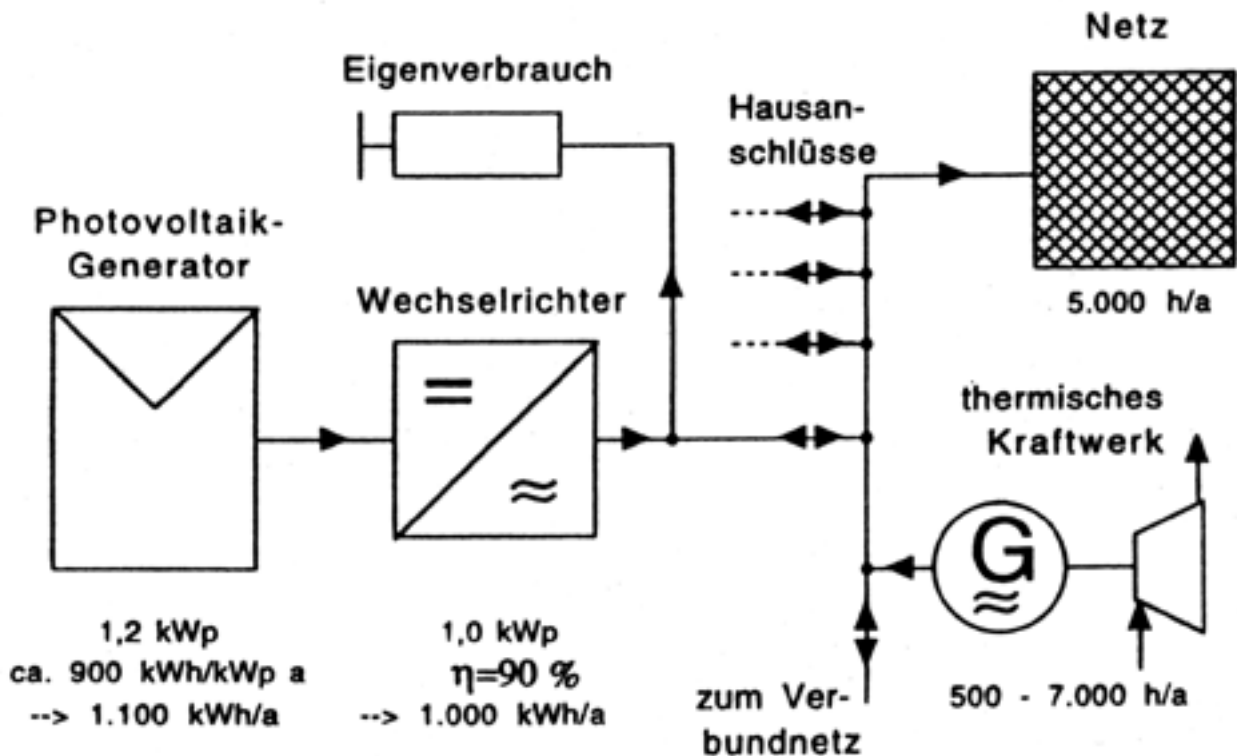 Netz
Eigenverbrauch
Hausan-
schlüsse
Photovoltaik-
Generator
Wechselrichter
5.000 h/a
thermisches
Kraftwerk
G
1,2 kWp
ca. 900 kWh/kWp a
--> 1.100 kWh/a
1,0 kWp
η=90 %
--> 1.000 kWh/a
zum Ver-
bundnetz
500 - 7.000 h/a